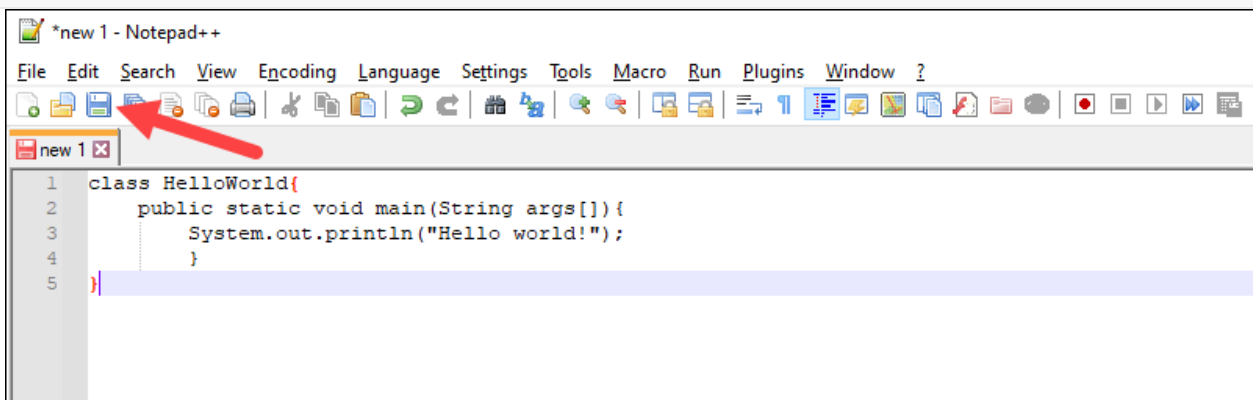 *new 1 - Notepad++
File Edit Search View Encoding Language Settings Tools Macro Run Plugins Window ?
new 1
1 class HelloWorld{
2     public static void main(String args[]){
3         System.out.println("Hello world!");
4         }
5 }